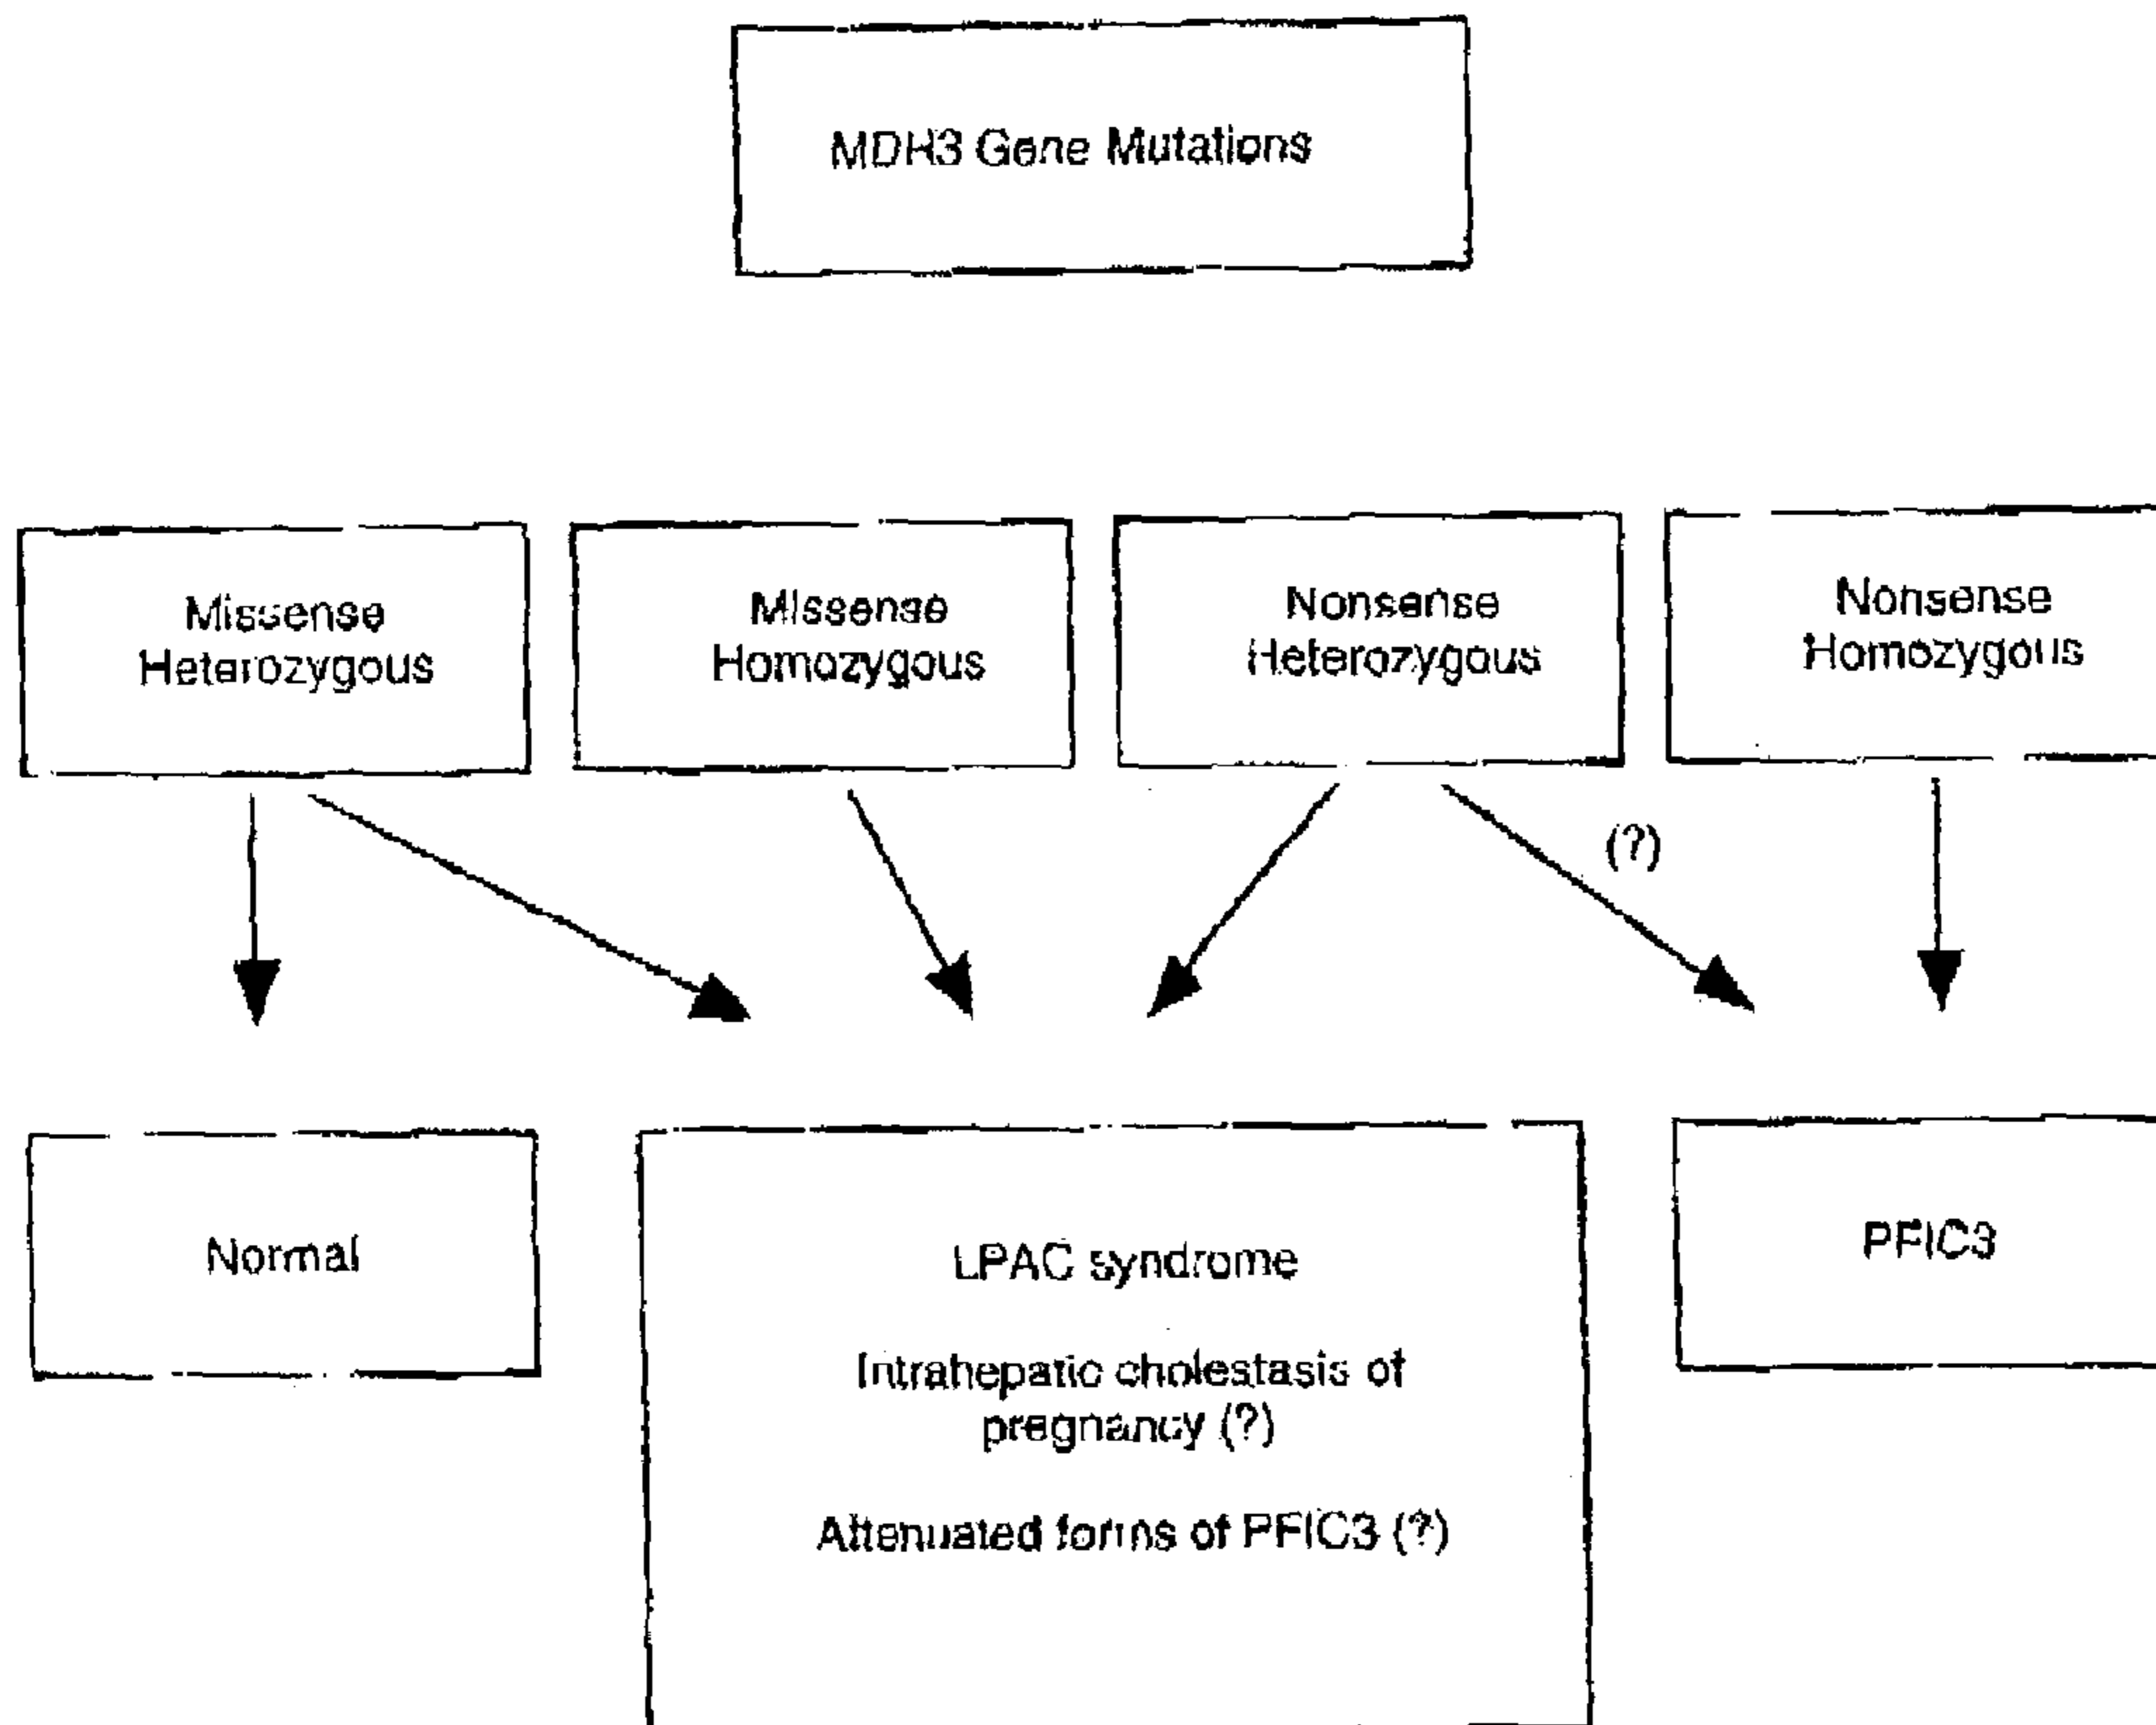 MDH3 Gene Mutations
Missense
Heterozygous
Missense
Homozygous
Nonsense
Heterozygous
Nonsense
Homozygous
(?)
Normal
LPAC syndrome
Intrahepatic cholestasis of
pregnancy (?)
Attenuated forms of PFIC3 (?)
PFIC3